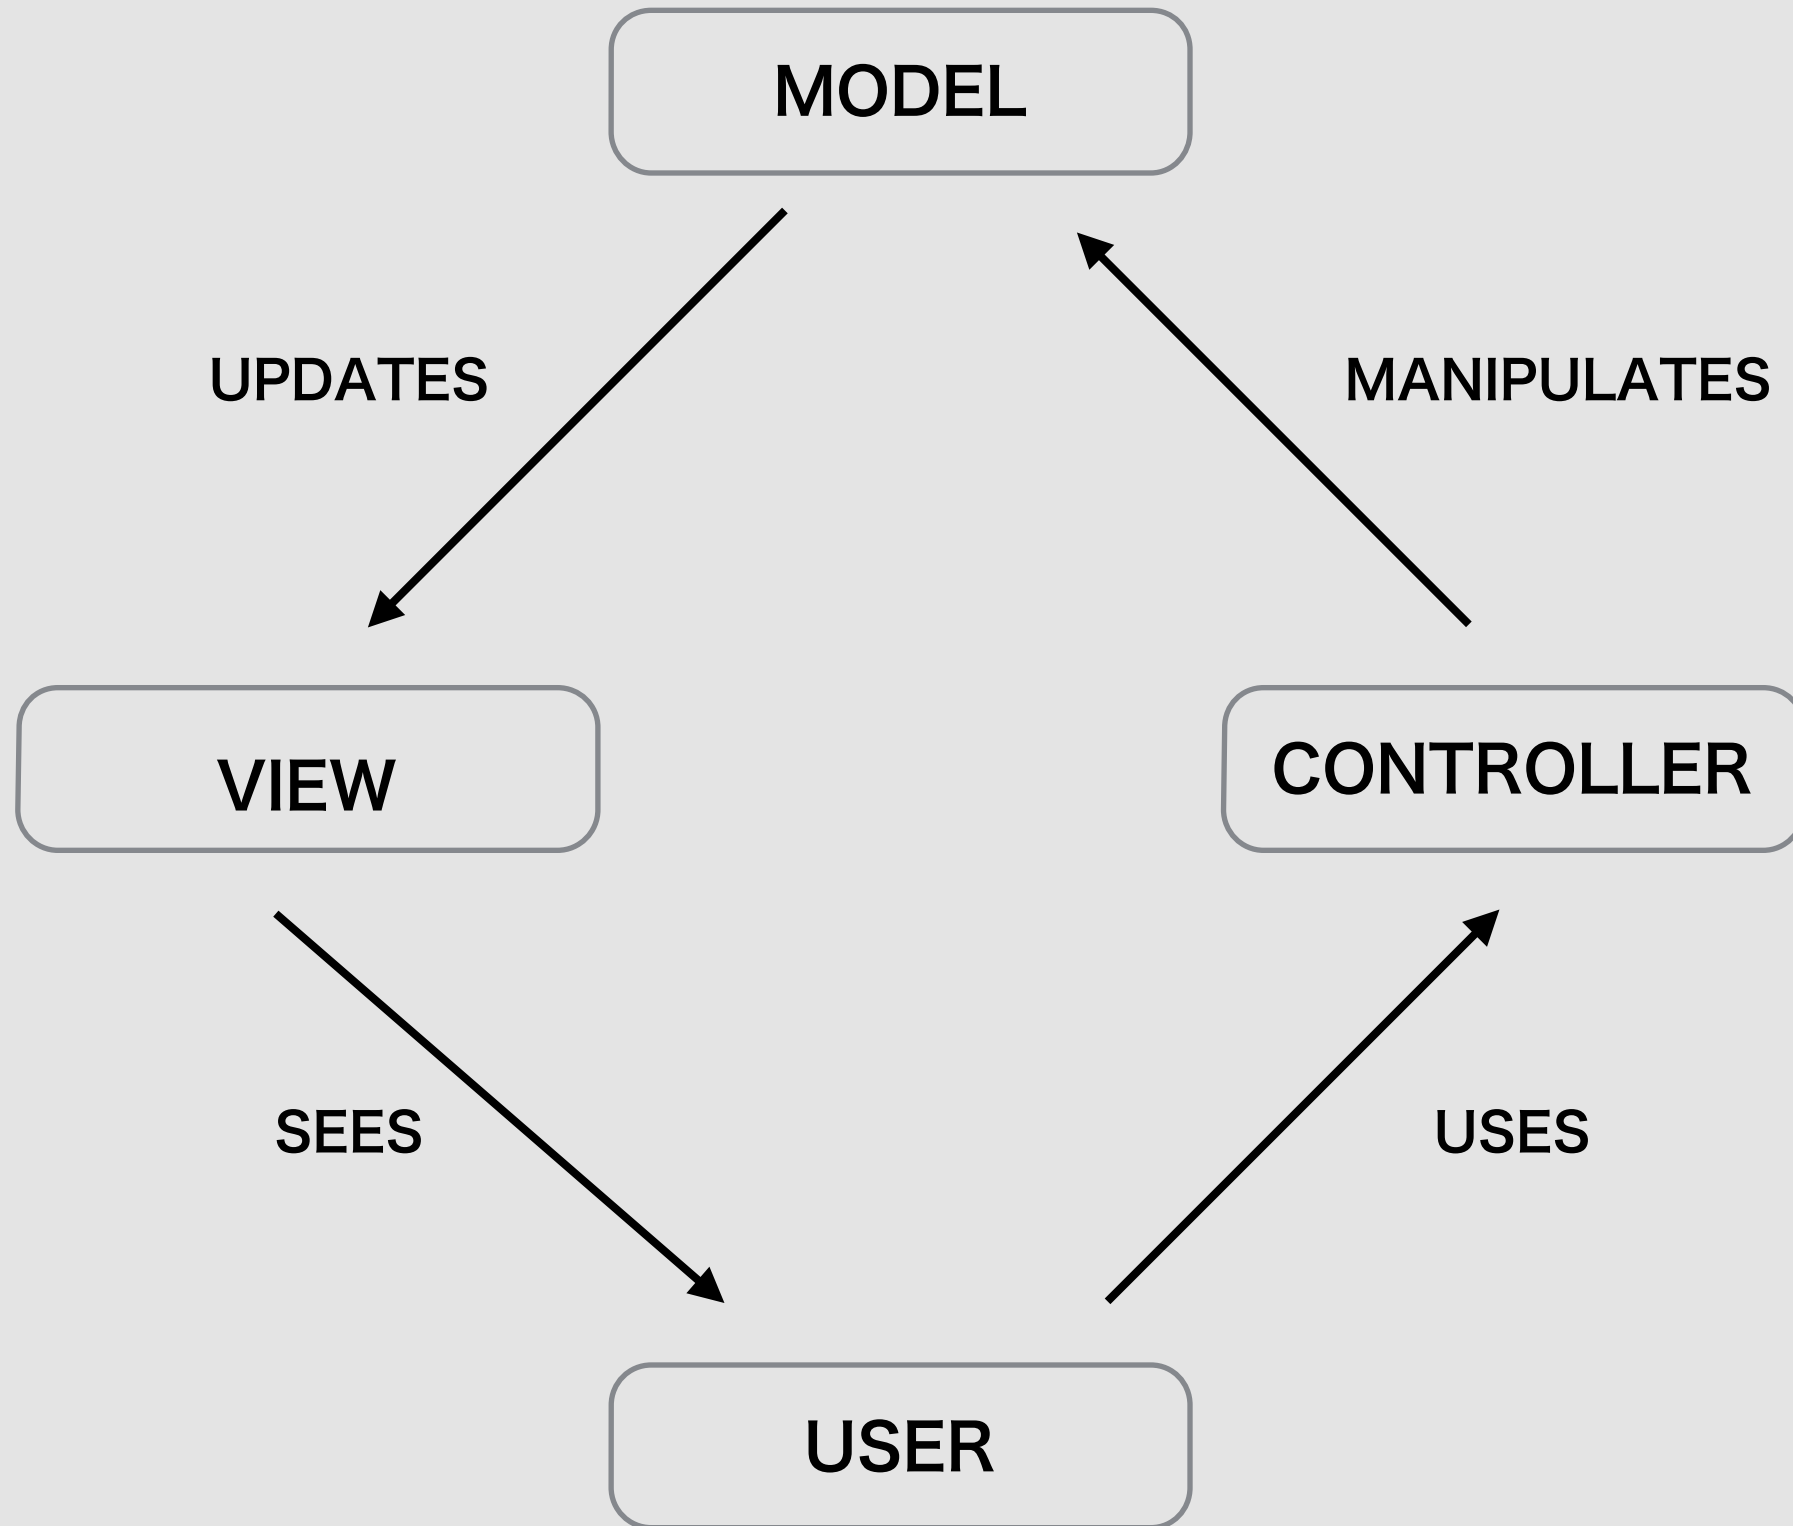 MODEL
UPDATES
MANIPULATES
VIEW
CONTROLLER
SEES
USES
USER